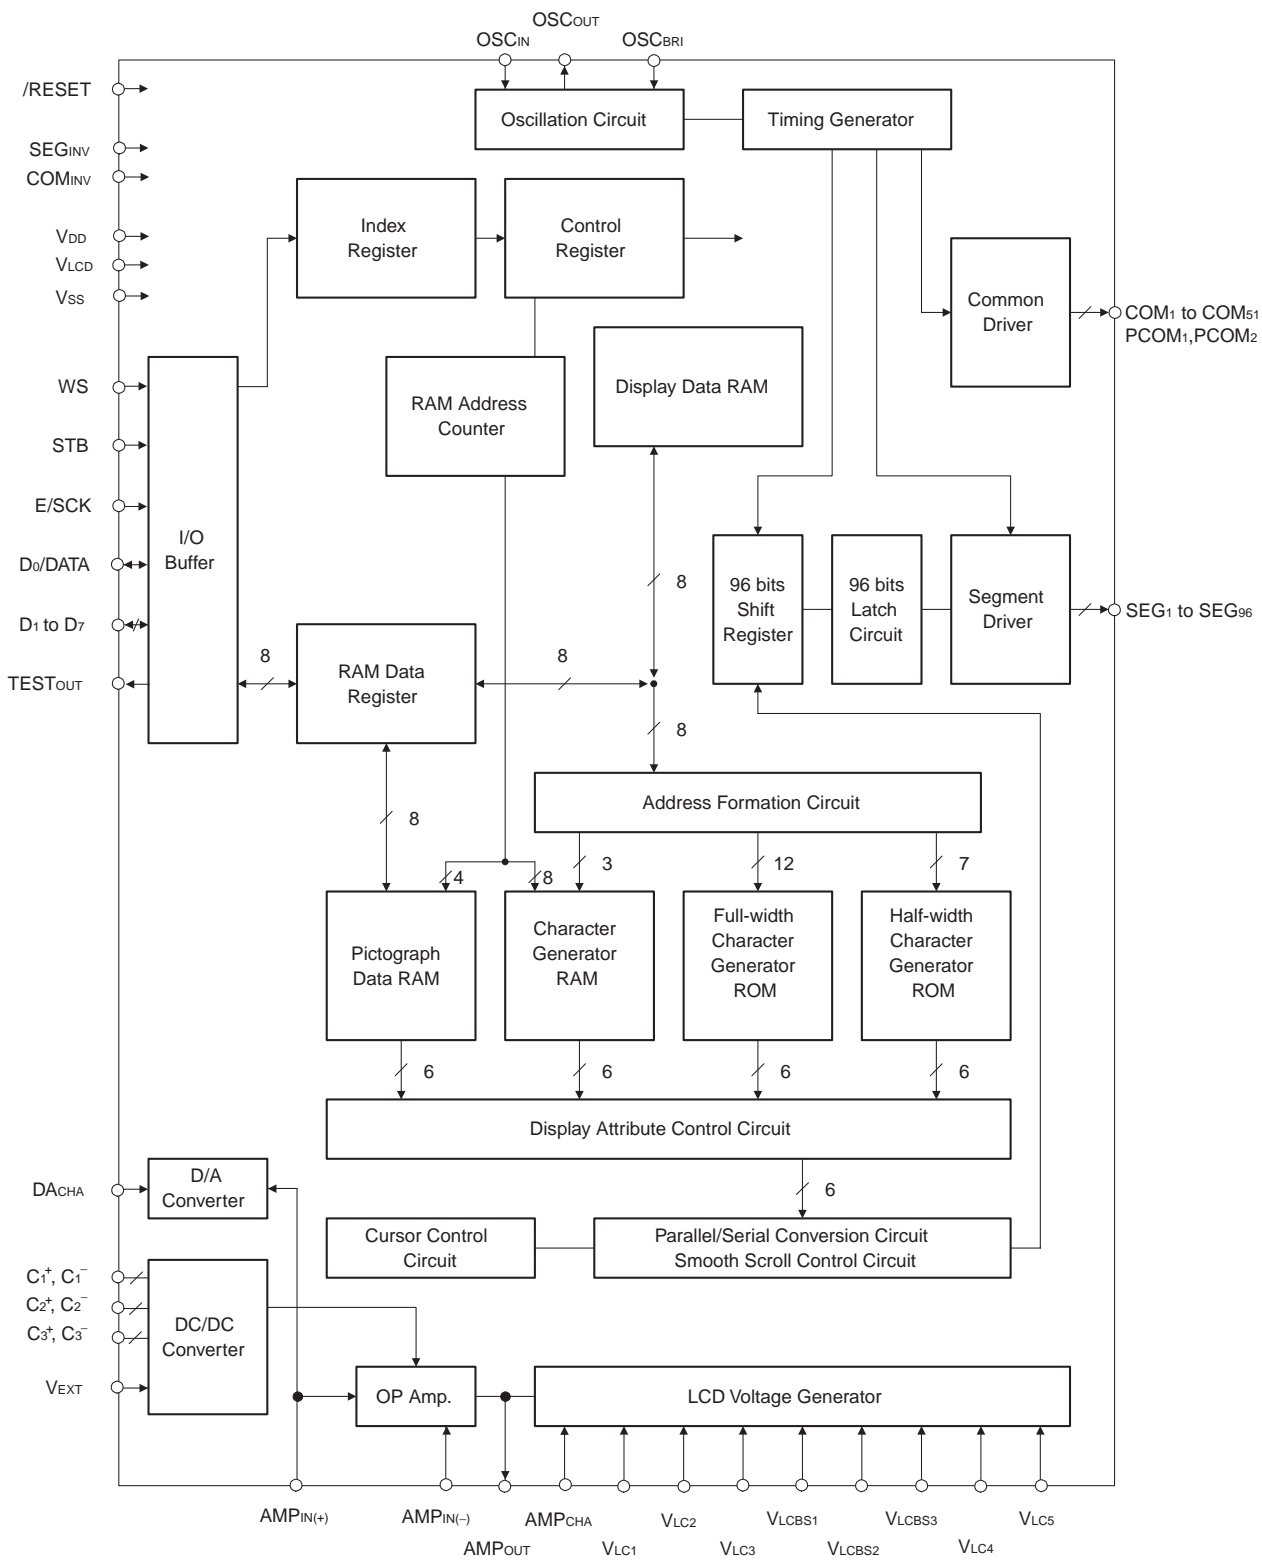 OSCOUT
OSCIN
OSCBRI
/RESET
Oscillation Circuit
Timing Generator
SEGINV
COMINV
Index
Register
Control
Register
VDD
VLCD
VSS
Common
Driver
COM1 to COM51
PCOM1,PCOM2
WS
RAM Address
Counter
Display Data RAM
STB
E/SCK
I/O
Buffer
D0/DATA
8
96 bits
Shift
Register
96 bits
Latch
Circuit
Segment
Driver
SEG1 to SEG96
D1 to D7
8
RAM Data
Register
8
TESTOUT
8
Address Formation Circuit
8
3
12
7
4
8
Pictograph
Data RAM
Character
Generator
RAM
Full-width
Character
Generator
ROM
Half-width
Character
Generator
ROM
6
6
6
6
Display Attribute Control Circuit
DACHA
D/A
Converter
6
Cursor Control
Circuit
Parallel/Serial Conversion Circuit
Smooth Scroll Control Circuit
C1+, C1–
C2+, C2–
C3+, C3–
DC/DC
Converter
VEXT
OP Amp.
LCD Voltage Generator
AMPIN(+)
AMPIN(–)
AMPOUT
AMPCHA
VLC1
VLC2
VLC3
VLCBS1
VLCBS2
VLCBS3
VLC4
VLC5